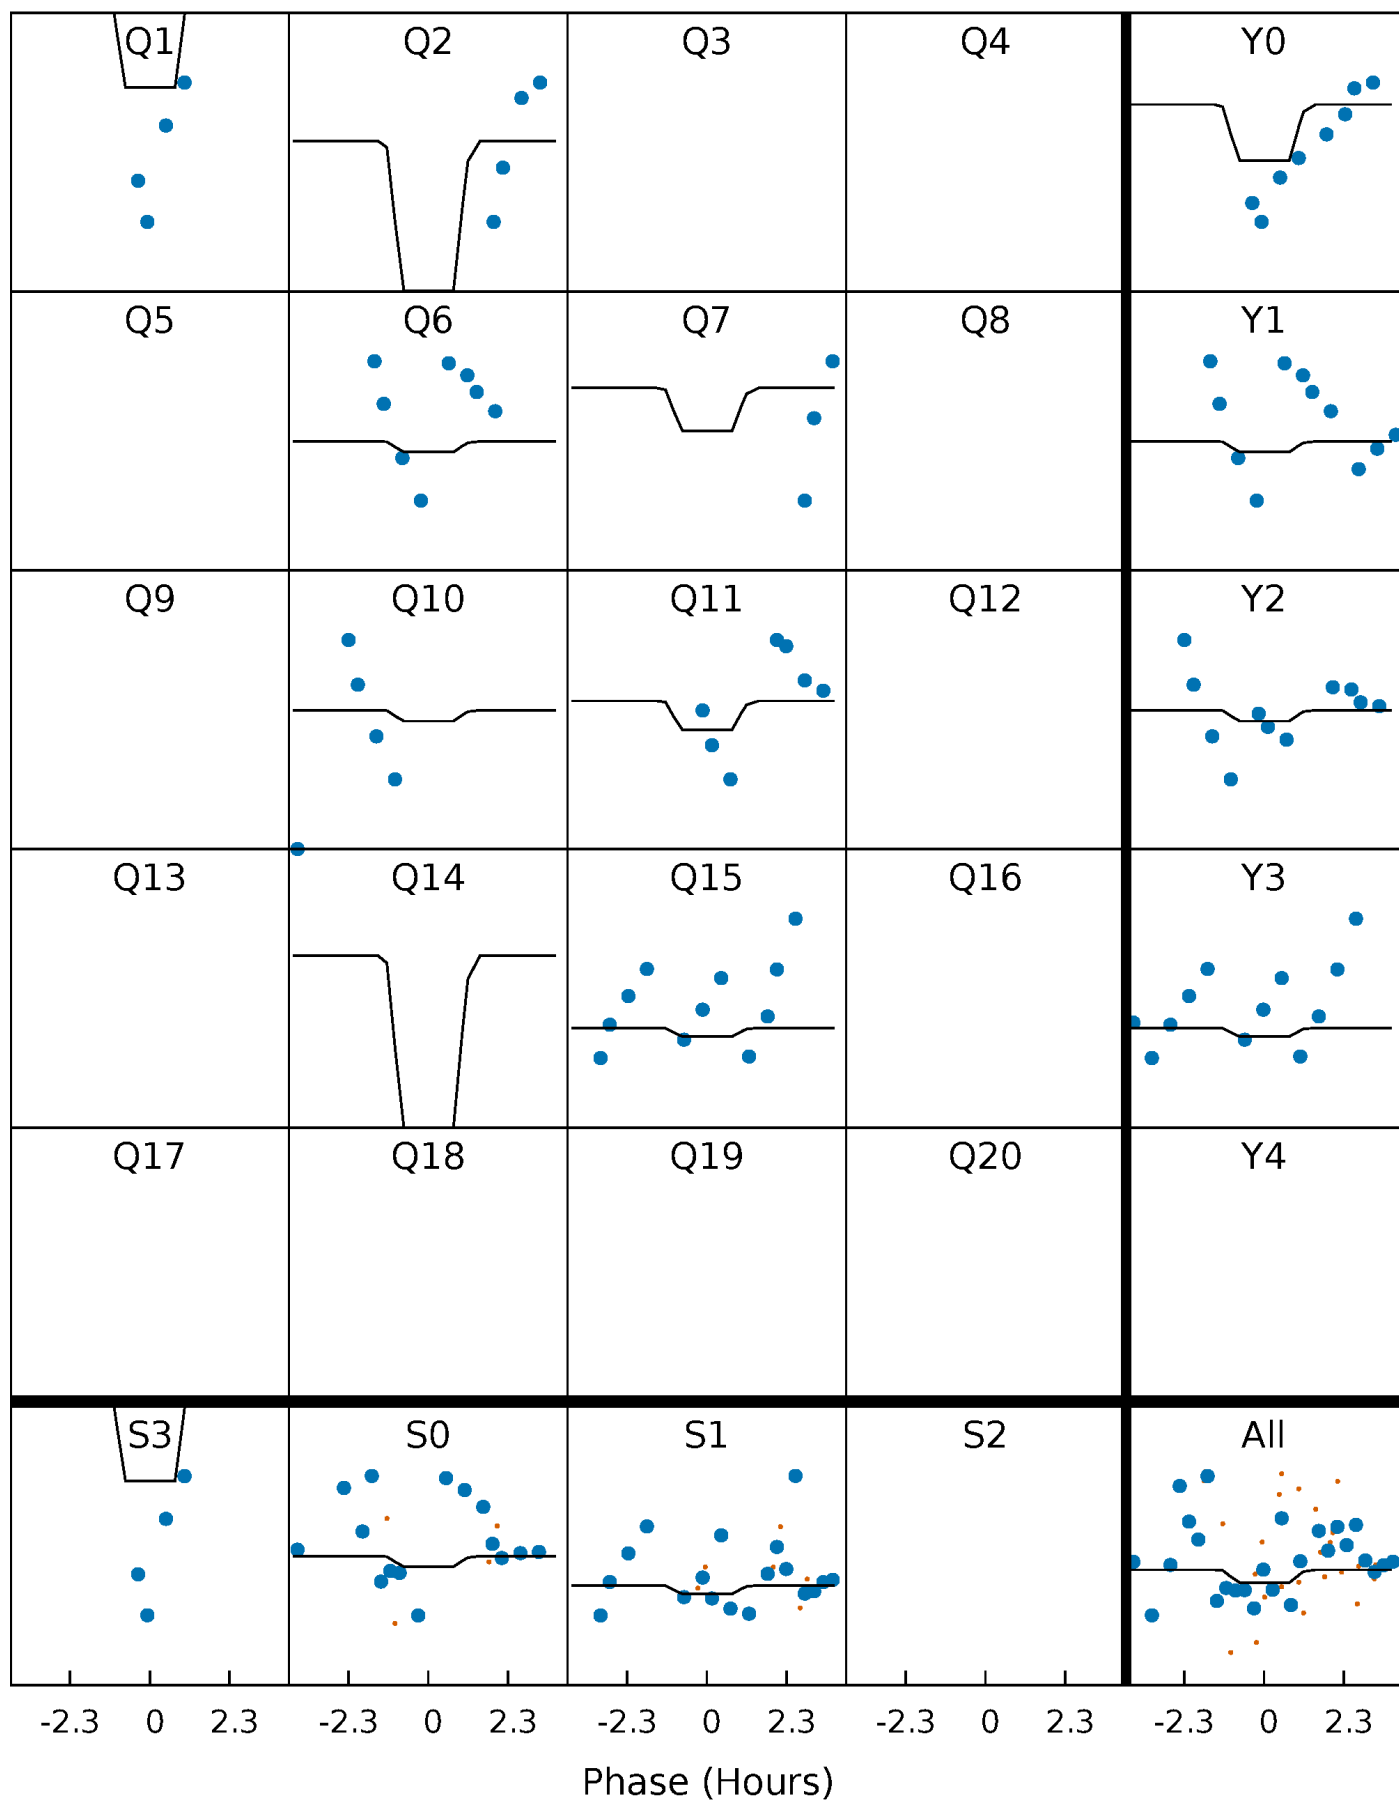 Q1 Q2 Q3 Q4 Y0
Q5 Q6 Q7 Q8 Y1
Q9 Q10 Q11 Q12 Y2
Q13 Q14 Q15 Q16 Y3
Q17 Q18 Q19 Q20 Y4
S3 S0 S1 S2 All
-2.3 0 2.3 -2.3 0 2.3 -2.3 0 2.3 -2.3 0 2.3 -2.3 0 2.3
Phase (Hours)